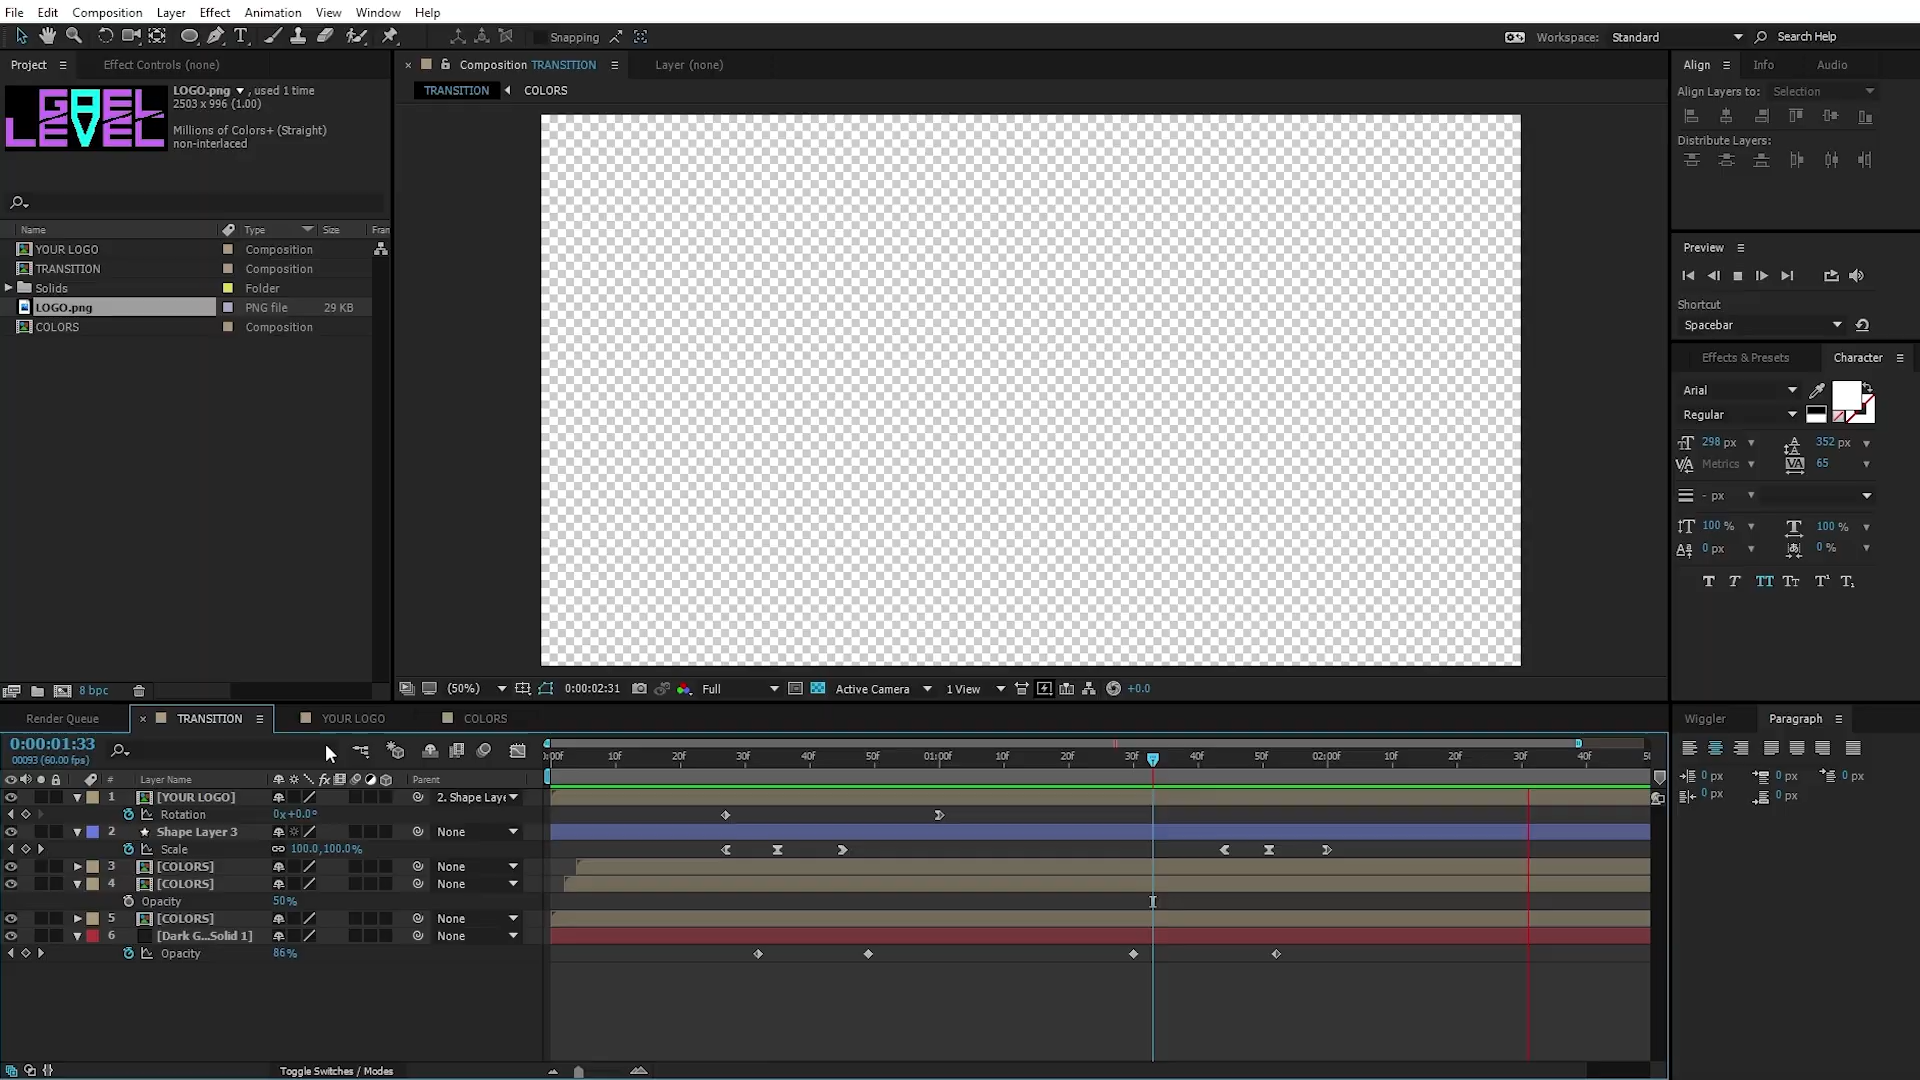 File Edit Composition Layer Effect Animation View Window Help
Snapping
Workspace: Standard
Search Help
Project
Effect Controls (none)
GAEL
LEVEL
LOGO.png , used 1 time
2503 x 996 (1.00)
Millions of Colors+ (Straight)
non-interlaced
Name Type Size Fran
YOUR LOGO Composition
TRANSITION Composition
Solids Folder
LOGO.png PNG file 29 KB
COLORS Composition
8 bpc
Composition TRANSITION
Layer (none)
TRANSITION COLORS
(50%) 0:00:02:31 Full Active Camera 1 View +0.0
Align Info Audio
Align Layers to: Selection
Distribute Layers:
Preview
Shortcut
Spacebar
Effects & Presets Character
Arial
Regular
298 px 352 px
Metrics 65
- px
100 % 100 %
0 px 0 %
Render Queue TRANSITION YOUR LOGO COLORS
0:00:01:33
00093 (60.00 fps)
:00F 10F 20F 30F 40F 50F 01:00F 10F 20F 30F 40F 50F 02:00F 10F 20F 30F 40F 5
# Layer Name Parent
1 [YOUR LOGO] 2. Shape Laye
Rotation 0x+0.0°
2 Shape Layer 3 None
Scale 100.0,100.0%
3 [COLORS] None
4 [COLORS] None
Opacity 50%
5 [COLORS] None
6 [Dark G...Solid 1] None
Opacity 86%
Toggle Switches / Modes
Wiggler Paragraph
0 px 0 px 0 px
0 px 0 px